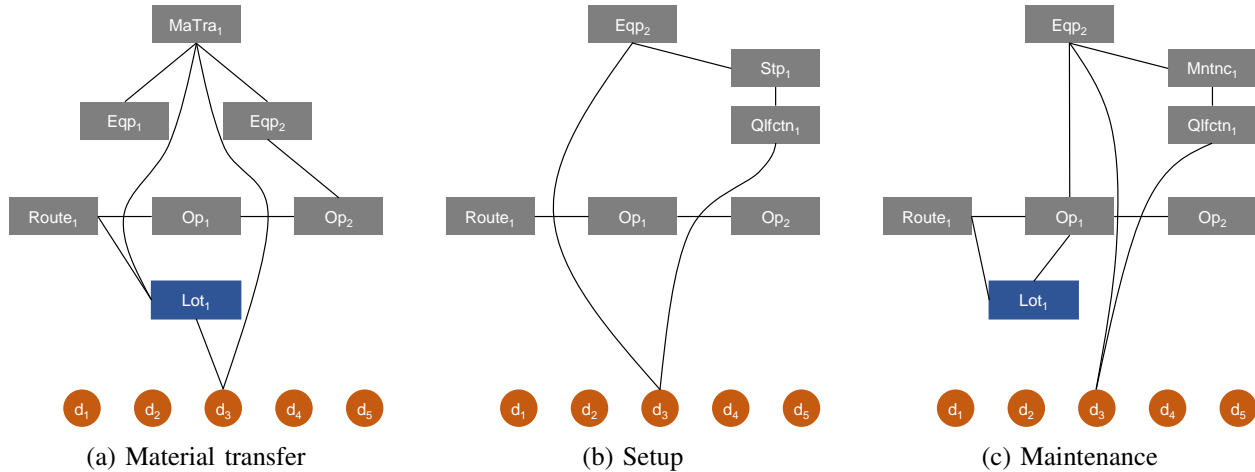 MaTra₁
Eqp₁ Eqp₂
Route₁ Op₁ Op₂
Lot₁
d₁ d₂ d₃ d₄ d₅
(a) Material transfer
Eqp₂
Stp₁
Qlfctn₁
Route₁ Op₁ Op₂
d₁ d₂ d₃ d₄ d₅
(b) Setup
Eqp₂
Mntnc₁
Qlfctn₁
Route₁ Op₁ Op₂
Lot₁
d₁ d₂ d₃ d₄ d₅
(c) Maintenance